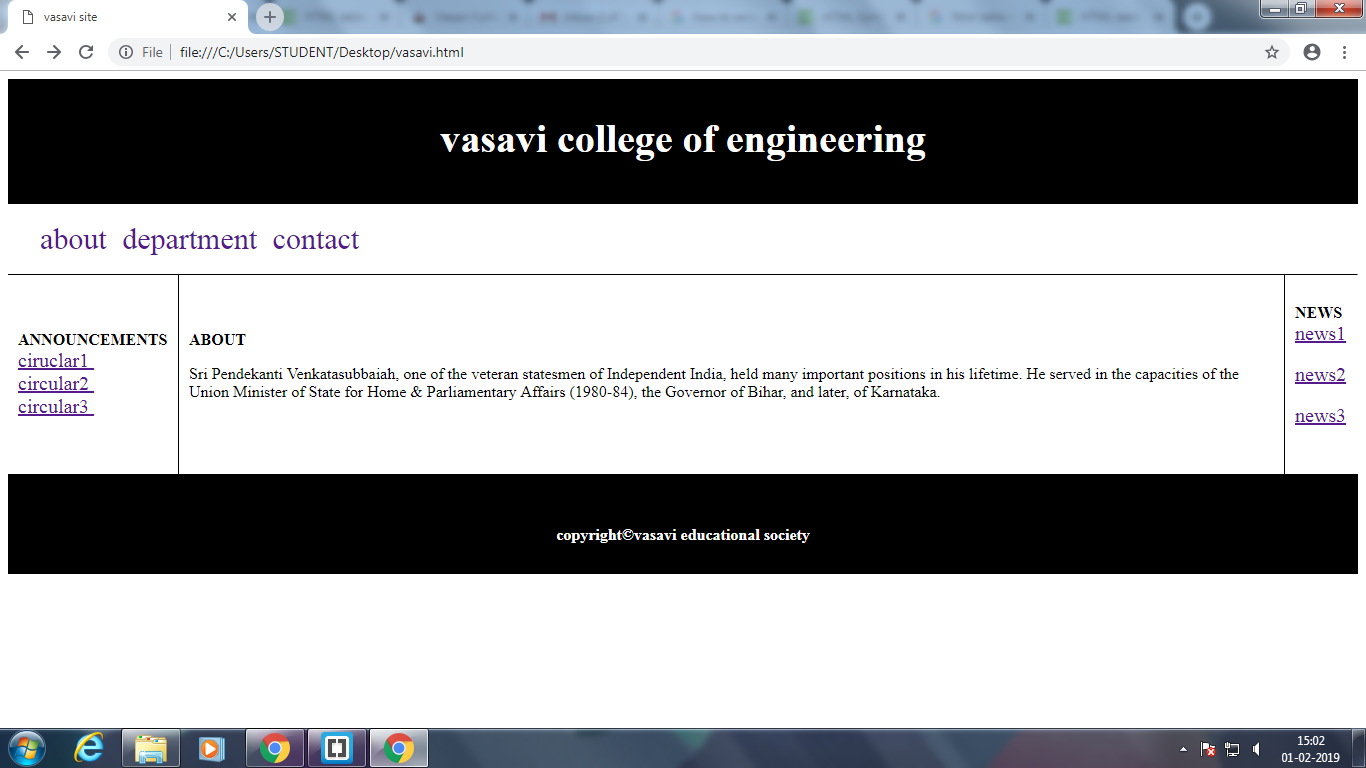 vasavi site
File
file:///C:/Users/STUDENT/Desktop/vasavi.html
vasavi college of engineering
about department contact
ANNOUNCEMENTS
ciruclar1
circular2
circular3
ABOUT
Sri Pendekanti Venkatasubbaiah, one of the veteran statesmen of Independent India, held many important positions in his lifetime. He served in the capacities of the
Union Minister of State for Home & Parliamentary Affairs (1980-84), the Governor of Bihar, and later, of Karnataka.
NEWS
news1
news2
news3
copyright©vasavi educational society
15:02
01-02-2019